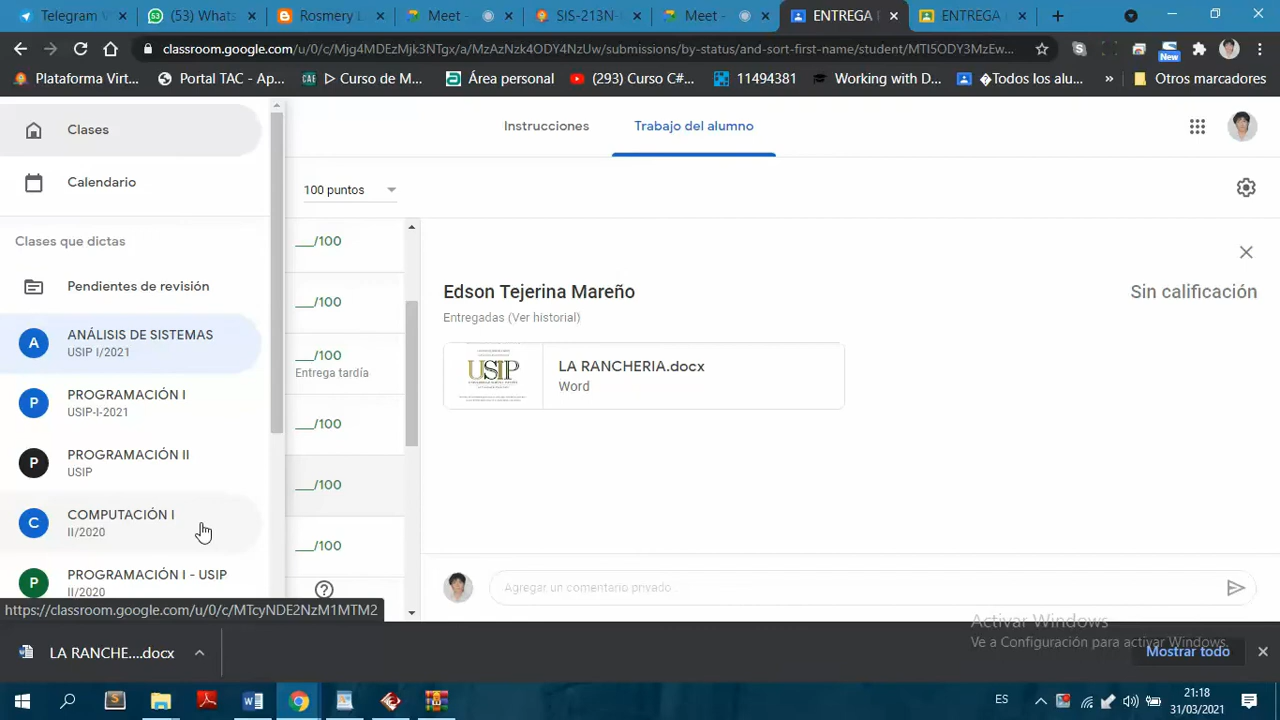 Telegram
(53) Whats
Rosmery
Meet -
SIS-213N-
Meet -
ENTREGA
ENTREGA
classroom.google.com/u/0/c/Mjg4MDEzMjk3NTgx/a/MzAzNzk4ODY4NzUw/submissions/by-status/and-sort-first-name/student/MTI5ODY3MzEw...
New
Plataforma Virt...
Portal TAC - Ap...
Curso de M...
Área personal
(293) Curso C#...
11494381
Working with D...
�Todos los alu...
»
Otros marcadores
Clases
Calendario
Clases que dictas
Pendientes de revisión
A
ANÁLISIS DE SISTEMAS
USIP I/2021
P
PROGRAMACIÓN I
USIP-I-2021
P
PROGRAMACIÓN II
USIP
C
COMPUTACIÓN I
II/2020
P
PROGRAMACIÓN I - USIP
II/2020
https://classroom.google.com/u/0/c/MTcyNDE2NzM1MTM2
Instrucciones
Trabajo del alumno
100 puntos
___/100
___/100
___/100
Entrega tardía
___/100
___/100
___/100
Edson Tejerina Mareño
Sin calificación
Entregadas (Ver historial)
USIP
LA RANCHERIA.docx
Word
Agregar un comentario privado...
Activar Windows
Ve a Configuración para activar Windows.
LA RANCHE....docx
Mostrar todo
ES
21:18
31/03/2021